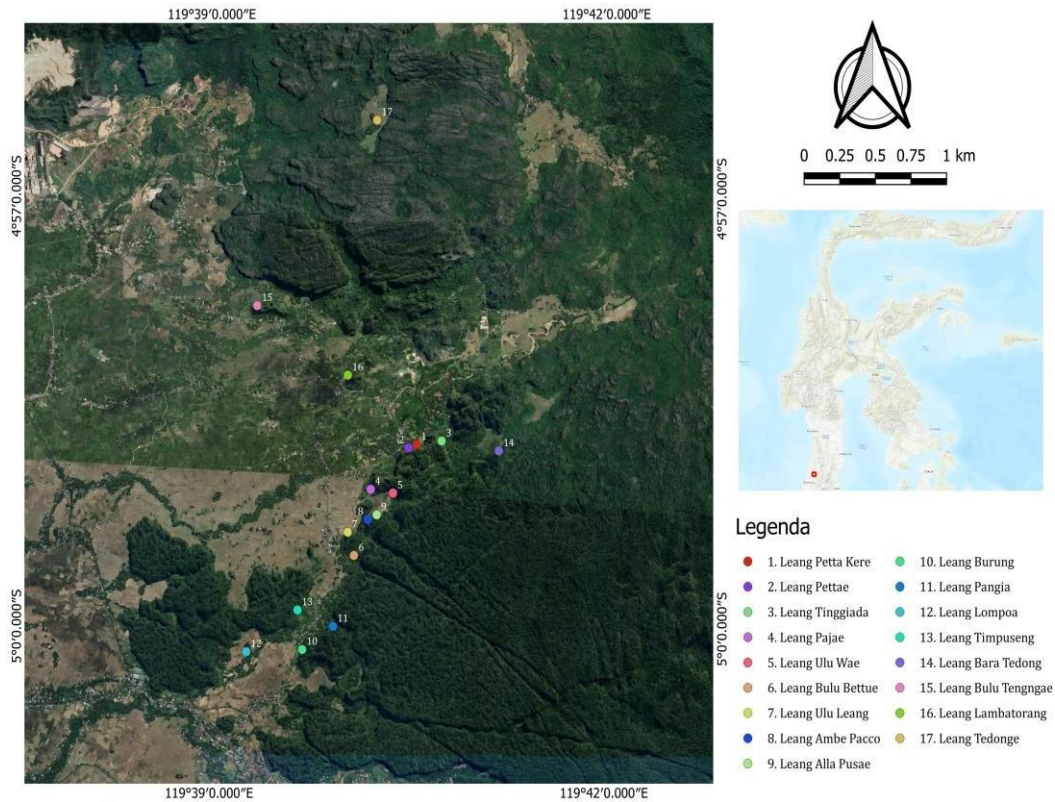 119°39'0.000"E 119°42'0.000"E
4°57'0.000"S 4°57'0.000"S
5°0'0.000"S 5°0'0.000"S
17
15
16
1
2
3
14
4
5
9
8
7
6
13
11
10
12
119°39'0.000"E 119°42'0.000"E
0 0.25 0.5 0.75 1 km
Legenda
1. Leang Petta Kere
2. Leang Pettae
3. Leang Tinggiada
4. Leang Pajae
5. Leang Ulu Wae
6. Leang Bulu Bettue
7. Leang Ulu Leang
8. Leang Ambe Pacco
9. Leang Alla Pusae
10. Leang Burung
11. Leang Pangia
12. Leang Lompoa
13. Leang Timpuseng
14. Leang Bara Tedong
15. Leang Bulu Tengngae
16. Leang Lambatorang
17. Leang Tedonge